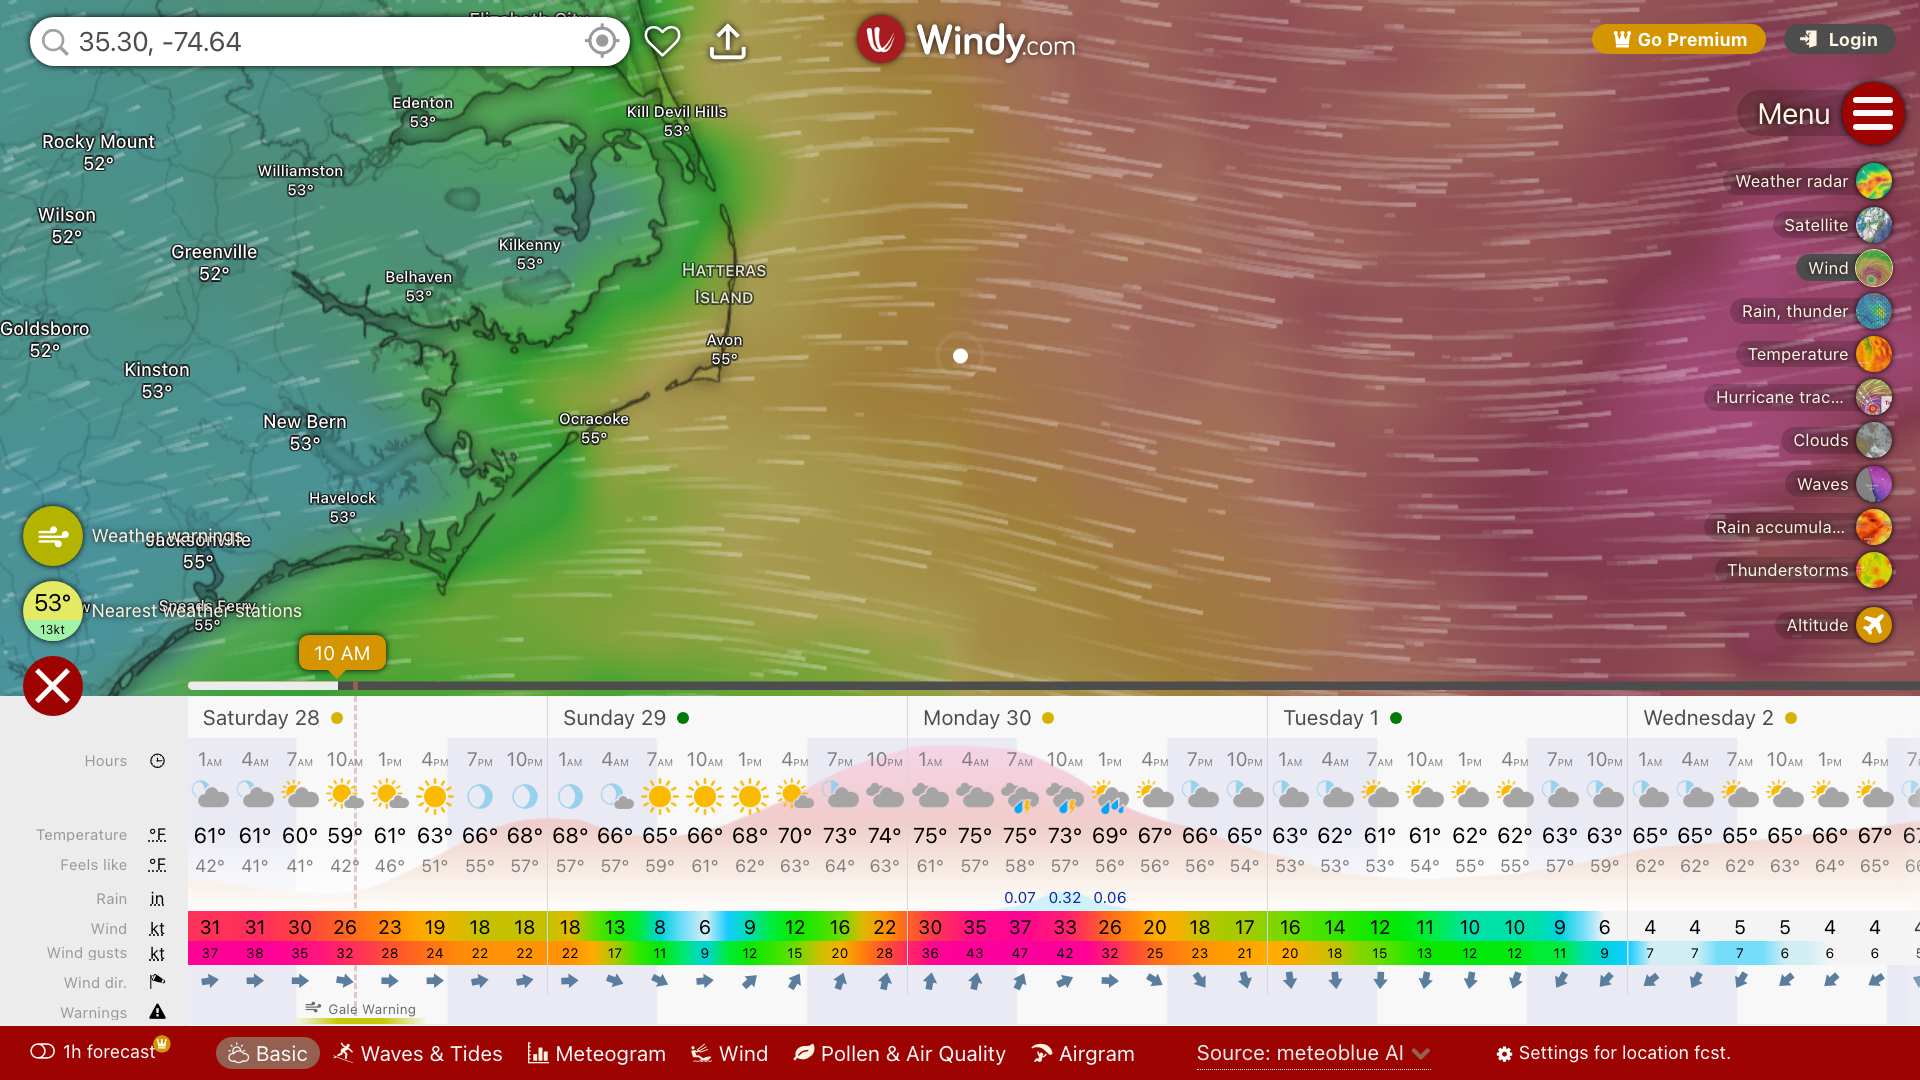 Elizabeth City
35.30, -74.64
Windy.com
Go Premium
Login
Menu
Edenton
53°
Kill Devil Hills
53°
Rocky Mount
52°
Williamston
53°
Weather radar
Wilson
52°
Satellite
Greenville
52°
Kilkenny
53°
Belhaven
53°
HATTERAS
ISLAND
Wind
Rain, thunder
Goldsboro
52°
Avon
55°
Temperature
Kinston
53°
Hurricane trac...
New Bern
53°
Ocracoke
55°
Clouds
Waves
Havelock
53°
Rain accumula...
Weather warnings
Jacksonville
55°
Thunderstorms
53°
13kt
Nearest weather stations
Sneads Ferry
55°
Altitude
10 AM
Saturday 28 Sunday 29 Monday 30 Tuesday 1 Wednesday 2
Hours 1AM 4AM 7AM 10AM 1PM 4PM 7PM 10PM 1AM 4AM 7AM 10AM 1PM 4PM 7PM 10PM 1AM 4AM 7AM 10AM 1PM 4PM 7PM 10PM 1AM 4AM 7AM 10AM 1PM 4PM 7PM 10PM 1AM 4AM 7AM 10AM 1PM 4PM
Temperature °F 61° 61° 60° 59° 61° 63° 66° 68° 68° 66° 65° 66° 68° 70° 73° 74° 75° 75° 75° 73° 69° 67° 66° 65° 63° 62° 61° 61° 62° 62° 63° 63° 65° 65° 65° 65° 66° 67°
Feels like °F 42° 41° 41° 42° 46° 51° 55° 57° 57° 57° 59° 61° 62° 63° 64° 63° 61° 57° 58° 57° 56° 56° 56° 54° 53° 53° 53° 54° 55° 55° 57° 59° 62° 62° 62° 63° 64° 65°
Rain in 0.07 0.32 0.06
Wind kt 31 31 30 26 23 19 18 18 18 13 8 6 9 12 16 22 30 35 37 33 26 20 18 17 16 14 12 11 10 10 9 6 4 4 5 5 4 4
Wind gusts kt 37 38 35 32 28 24 22 22 22 17 11 9 12 15 20 28 36 43 47 42 32 25 23 21 20 18 15 13 12 12 11 9 7 7 7 6 6 6
Wind dir.
Warnings Gale Warning
1h forecast Basic Waves & Tides Meteogram Wind Pollen & Air Quality Airgram Source: meteoblue AI Settings for location fcst.